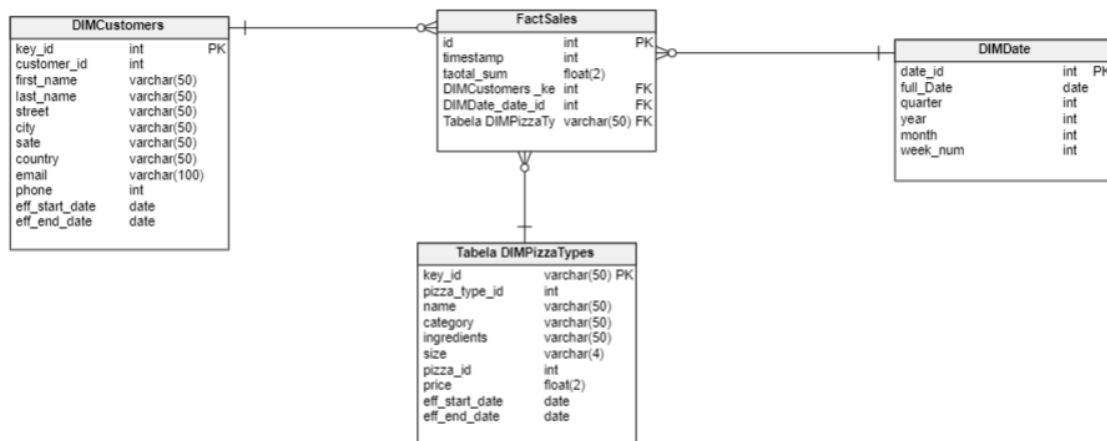 DIMCustomers
key_id int PK
customer_id int
first_name varchar(50)
last_name varchar(50)
street varchar(50)
city varchar(50)
sate varchar(50)
country varchar(50)
email varchar(100)
phone int
eff_start_date date
eff_end_date date
FactSales
id int PK
timestamp int
taotal_sum float(2)
DIMCustomers _ke int FK
DIMDate_date_id int FK
Tabela DIMPizzaTy varchar(50) FK
DIMDate
date_id int PK
full_Date date
quarter int
year int
month int
week_num int
Tabela DIMPizzaTypes
key_id varchar(50) PK
pizza_type_id int
name varchar(50)
category varchar(50)
ingredients varchar(50)
size varchar(4)
pizza_id int
price float(2)
eff_start_date date
eff_end_date date